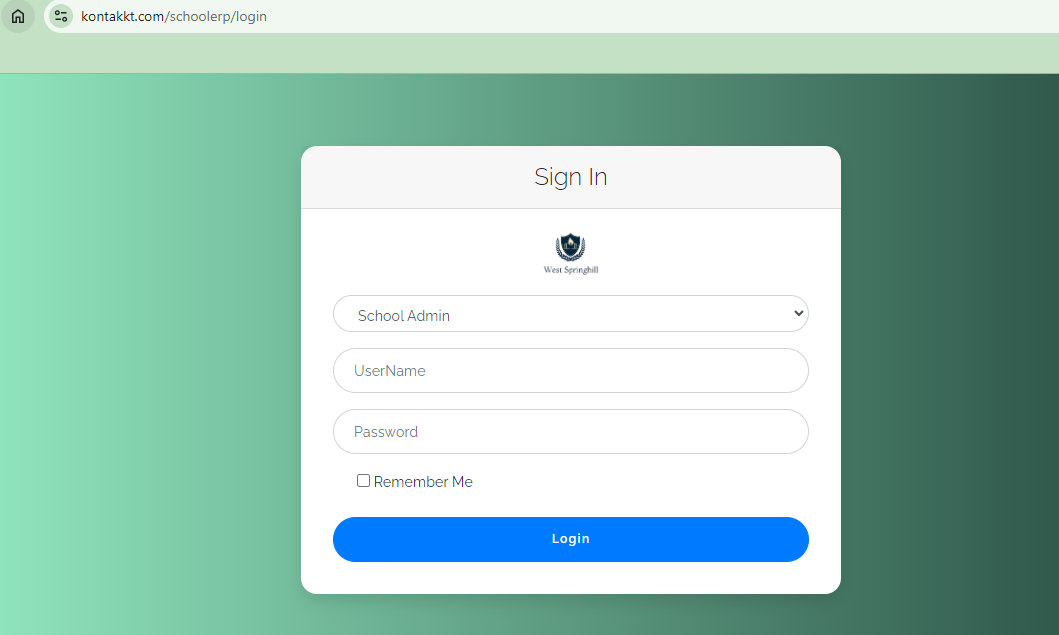 kontakkt.com/schoolerp/login
Sign In
West Springhill
School Admin
UserName
Password
Remember Me
Login